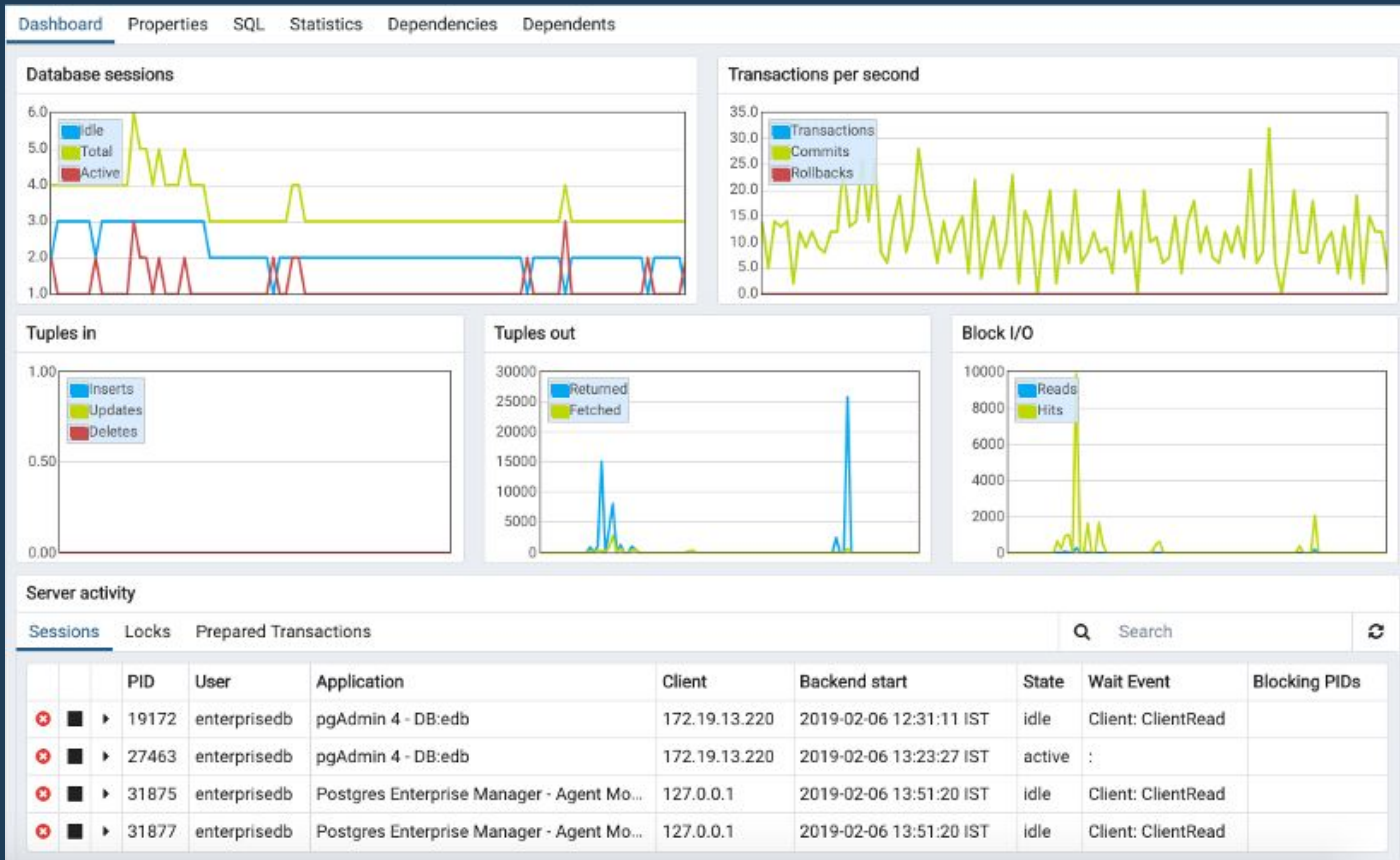 Dashboard Properties SQL Statistics Dependencies Dependents
Database sessions
6.0
5.0
4.0
3.0
2.0
1.0
Idle
Total
Active
Transactions per second
35.0
30.0
25.0
20.0
15.0
10.0
5.0
0.0
Transactions
Commits
Rollbacks
Tuples in
1.00
0.50
0.00
Inserts
Updates
Deletes
Tuples out
30000
25000
20000
15000
10000
5000
0
Returned
Fetched
Block I/O
10000
8000
6000
4000
2000
0
Reads
Hits
Server activity
Sessions Locks Prepared Transactions Search
PID User Application Client Backend start State Wait Event Blocking PIDs
19172 enterprisedb pgAdmin 4 - DB:edb 172.19.13.220 2019-02-06 12:31:11 IST idle Client: ClientRead
27463 enterprisedb pgAdmin 4 - DB:edb 172.19.13.220 2019-02-06 13:23:27 IST active :
31875 enterprisedb Postgres Enterprise Manager - Agent Mo... 127.0.0.1 2019-02-06 13:51:20 IST idle Client: ClientRead
31877 enterprisedb Postgres Enterprise Manager - Agent Mo... 127.0.0.1 2019-02-06 13:51:20 IST idle Client: ClientRead